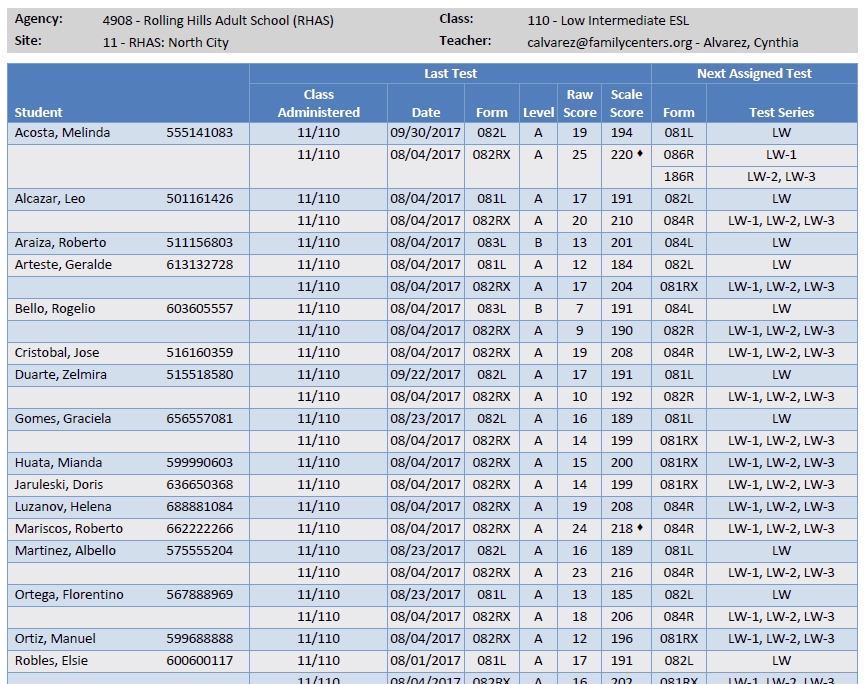 Agency: 4908 - Rolling Hills Adult School (RHAS) Class: 110 - Low Intermediate ESL
Site: 11 - RHAS: North City Teacher: calvarez@familycenters.org - Alvarez, Cynthia
Last Test Next Assigned Test
Student Class Administered Date Form Level Raw Score Scale Score Form Test Series
Acosta, Melinda 555141083 11/110 09/30/2017 082L A 19 194 081L LW
11/110 08/04/2017 082RX A 25 220 ♦ 086R LW-1
186R LW-2, LW-3
Alcazar, Leo 501161426 11/110 08/04/2017 081L A 17 191 082L LW
11/110 08/04/2017 082RX A 20 210 084R LW-1, LW-2, LW-3
Araiza, Roberto 511156803 11/110 08/04/2017 083L B 13 201 084L LW
Arteste, Geralde 613132728 11/110 08/04/2017 081L A 12 184 082L LW
11/110 08/04/2017 082RX A 17 204 081RX LW-1, LW-2, LW-3
Bello, Rogelio 603605557 11/110 08/04/2017 083L B 7 191 084L LW
11/110 08/04/2017 082RX A 9 190 082R LW-1, LW-2, LW-3
Cristobal, Jose 516160359 11/110 08/04/2017 082RX A 19 208 084R LW-1, LW-2, LW-3
Duarte, Zelmira 515518580 11/110 09/22/2017 082L A 17 191 081L LW
11/110 08/04/2017 082RX A 10 192 082R LW-1, LW-2, LW-3
Gomes, Graciela 656557081 11/110 08/23/2017 082L A 16 189 081L LW
11/110 08/04/2017 082RX A 14 199 081RX LW-1, LW-2, LW-3
Huata, Mianda 599990603 11/110 08/04/2017 082RX A 15 200 081RX LW-1, LW-2, LW-3
Jaruleski, Doris 636650368 11/110 08/04/2017 082RX A 14 199 081RX LW-1, LW-2, LW-3
Luzanov, Helena 688881084 11/110 08/04/2017 082RX A 19 208 084R LW-1, LW-2, LW-3
Mariscos, Roberto 662222266 11/110 08/04/2017 082RX A 24 218 ♦ 084R LW-1, LW-2, LW-3
Martinez, Albello 575555204 11/110 08/23/2017 082L A 16 189 081L LW
11/110 08/04/2017 082RX A 23 216 084R LW-1, LW-2, LW-3
Ortega, Florentino 567888969 11/110 08/23/2017 081L A 13 185 082L LW
11/110 08/04/2017 082RX A 18 206 084R LW-1, LW-2, LW-3
Ortiz, Manuel 599688888 11/110 08/04/2017 082RX A 12 196 081RX LW-1, LW-2, LW-3
Robles, Elsie 600600117 11/110 08/01/2017 081L A 17 191 082L LW
11/110 08/04/2017 082RX A 16 202 081RX LW-1, LW-2, LW-3